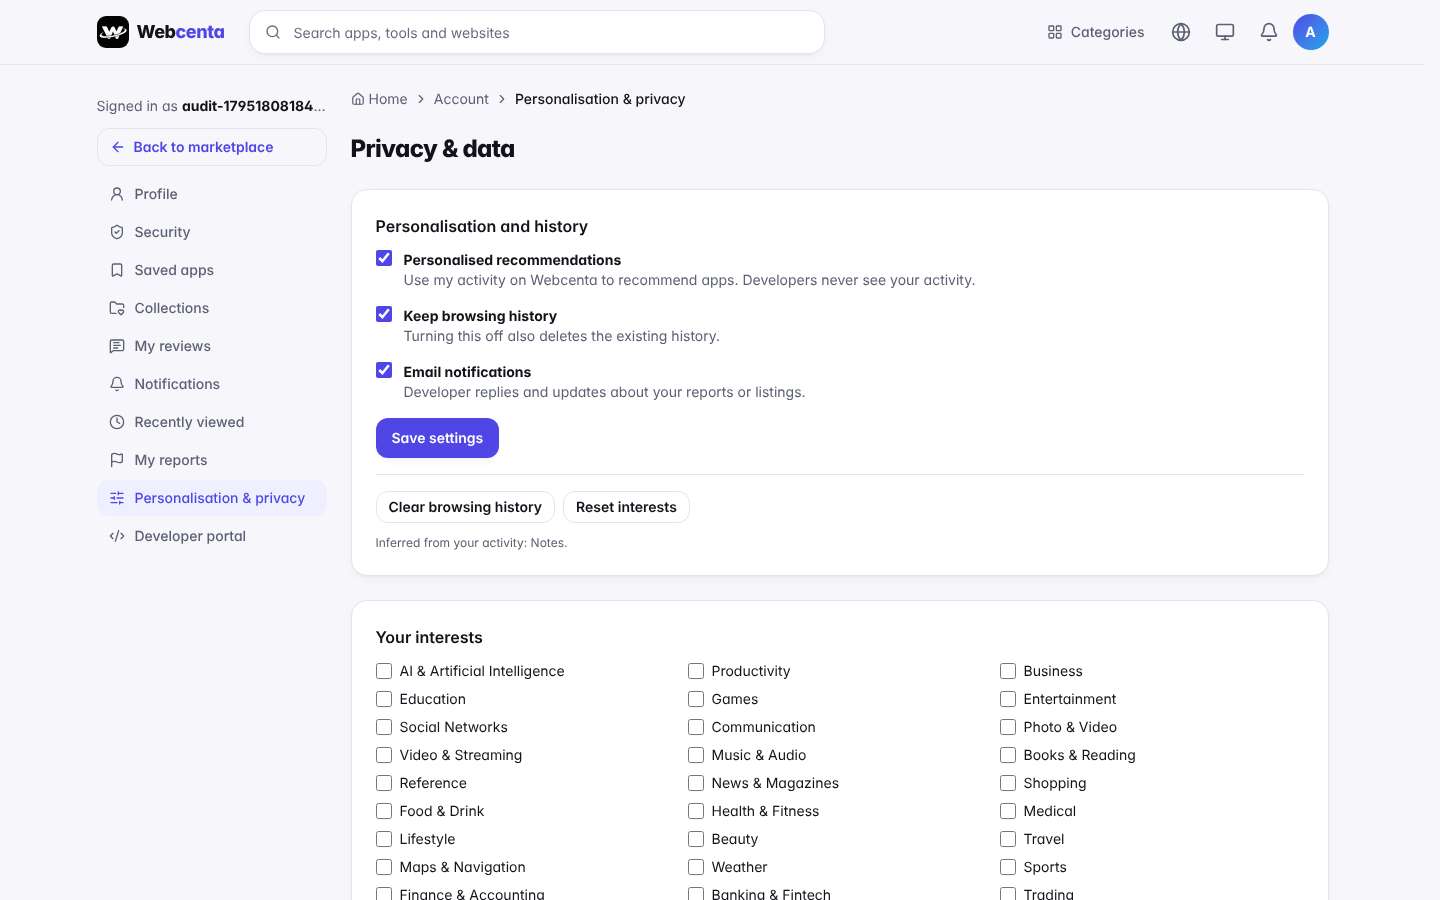 Webcenta
Search apps, tools and websites
Categories
A
Signed in as audit-17951808184...
Back to marketplace
Profile
Security
Saved apps
Collections
My reviews
Notifications
Recently viewed
My reports
Personalisation & privacy
Developer portal
Home > Account > Personalisation & privacy
Privacy & data
Personalisation and history
Personalised recommendations
Use my activity on Webcenta to recommend apps. Developers never see your activity.
Keep browsing history
Turning this off also deletes the existing history.
Email notifications
Developer replies and updates about your reports or listings.
Save settings
Clear browsing history
Reset interests
Inferred from your activity: Notes.
Your interests
AI & Artificial Intelligence
Productivity
Business
Education
Games
Entertainment
Social Networks
Communication
Photo & Video
Video & Streaming
Music & Audio
Books & Reading
Reference
News & Magazines
Shopping
Food & Drink
Health & Fitness
Medical
Lifestyle
Beauty
Travel
Maps & Navigation
Weather
Sports
Finance & Accounting
Banking & Fintech
Trading